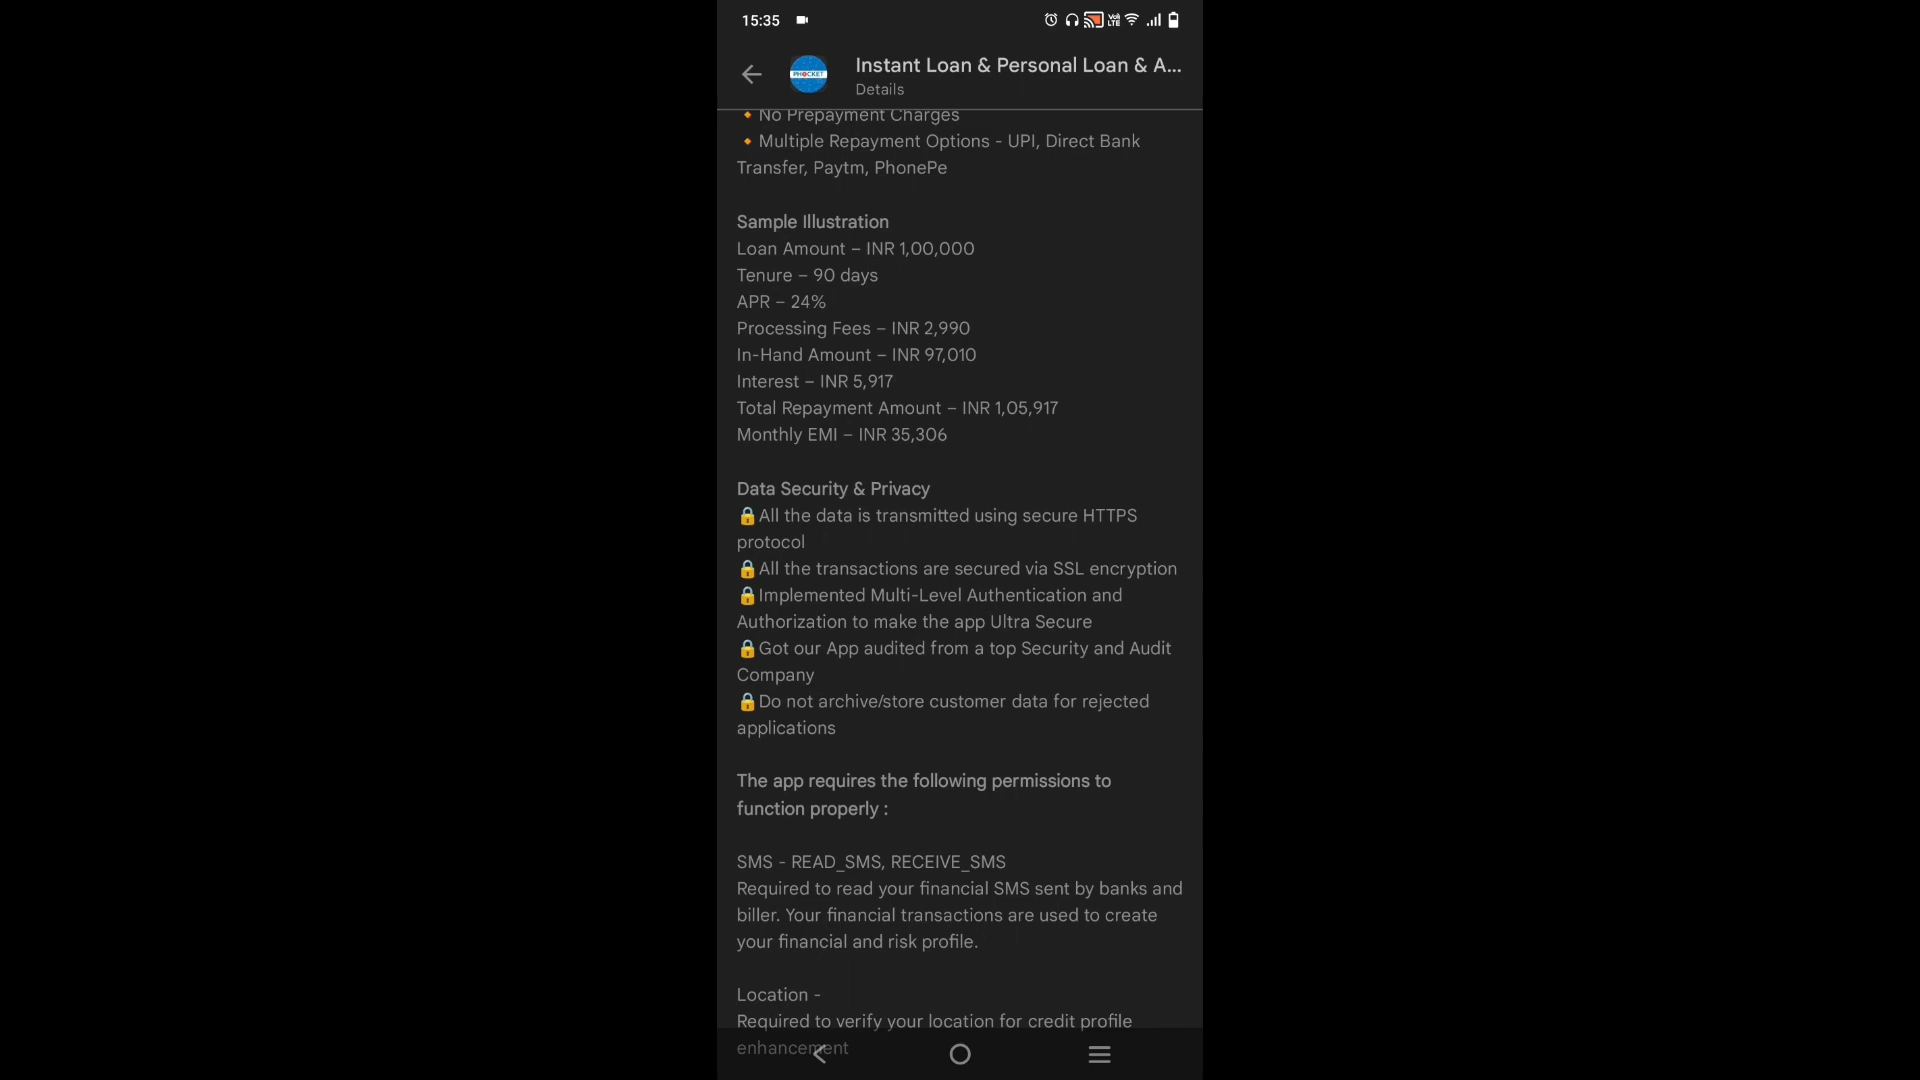 15:35
VoLTE
PHOCKET
Instant Loan & Personal Loan & A...
Details
No Prepayment Charges
Multiple Repayment Options - UPI, Direct Bank
Transfer, Paytm, PhonePe
Sample Illustration
Loan Amount – INR 1,00,000
Tenure – 90 days
APR – 24%
Processing Fees – INR 2,990
In-Hand Amount – INR 97,010
Interest – INR 5,917
Total Repayment Amount – INR 1,05,917
Monthly EMI – INR 35,306
Data Security & Privacy
🔒All the data is transmitted using secure HTTPS
protocol
🔒All the transactions are secured via SSL encryption
🔒Implemented Multi-Level Authentication and
Authorization to make the app Ultra Secure
🔒Got our App audited from a top Security and Audit
Company
🔒Do not archive/store customer data for rejected
applications
The app requires the following permissions to
function properly :
SMS - READ_SMS, RECEIVE_SMS
Required to read your financial SMS sent by banks and
biller. Your financial transactions are used to create
your financial and risk profile.
Location -
Required to verify your location for credit profile
enhancement